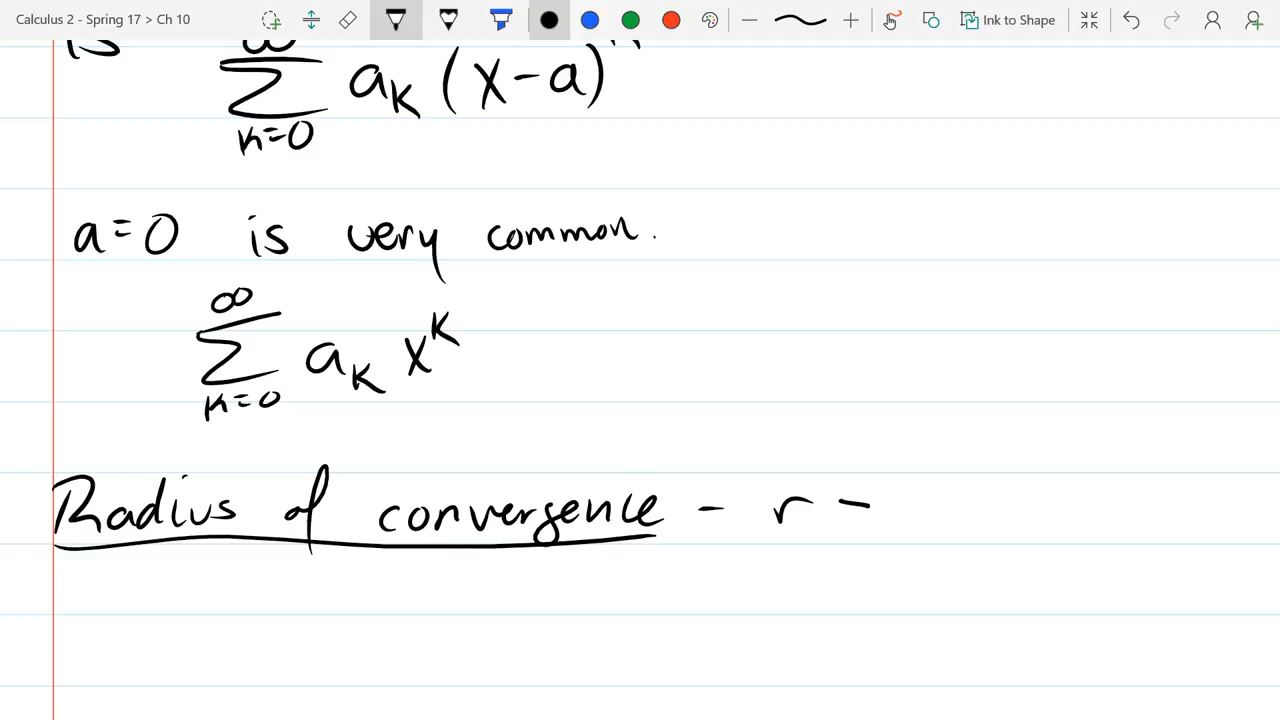 Calculus 2 - Spring 17 > Ch 10
Ink to Shape
is ∞
∑ a_k (x-a)^k
k=0
a=0 is very common.
∞
∑ a_k x^k
k=0
Radius of convergence - r -